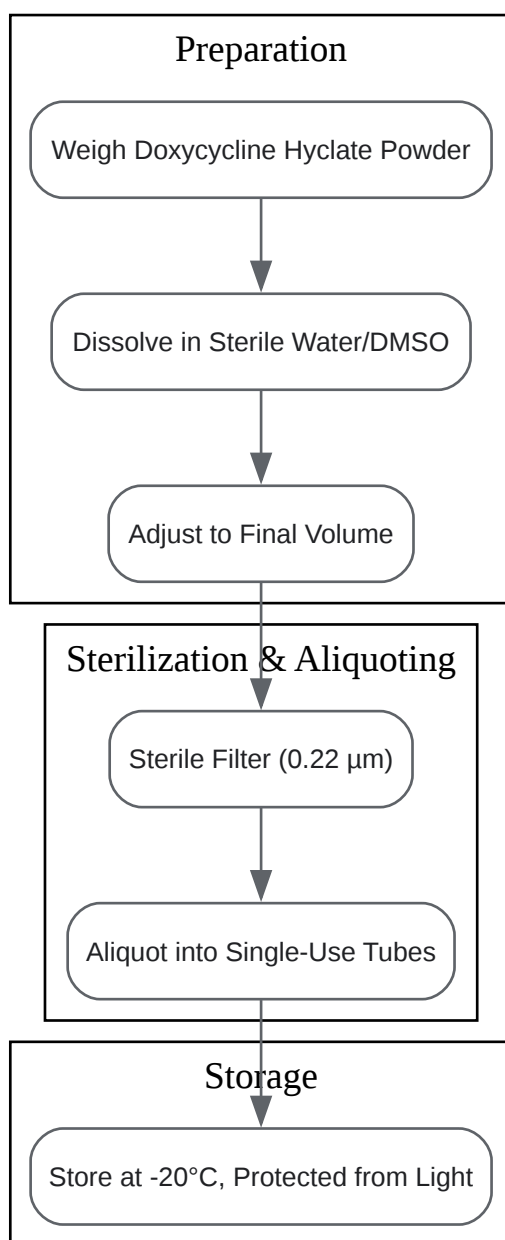 Preparation
Weigh Doxycycline Hyclate Powder
Dissolve in Sterile Water/DMSO
Adjust to Final Volume
Sterilization & Aliquoting
Sterile Filter (0.22 µm)
Aliquot into Single-Use Tubes
Storage
Store at -20°C, Protected from Light